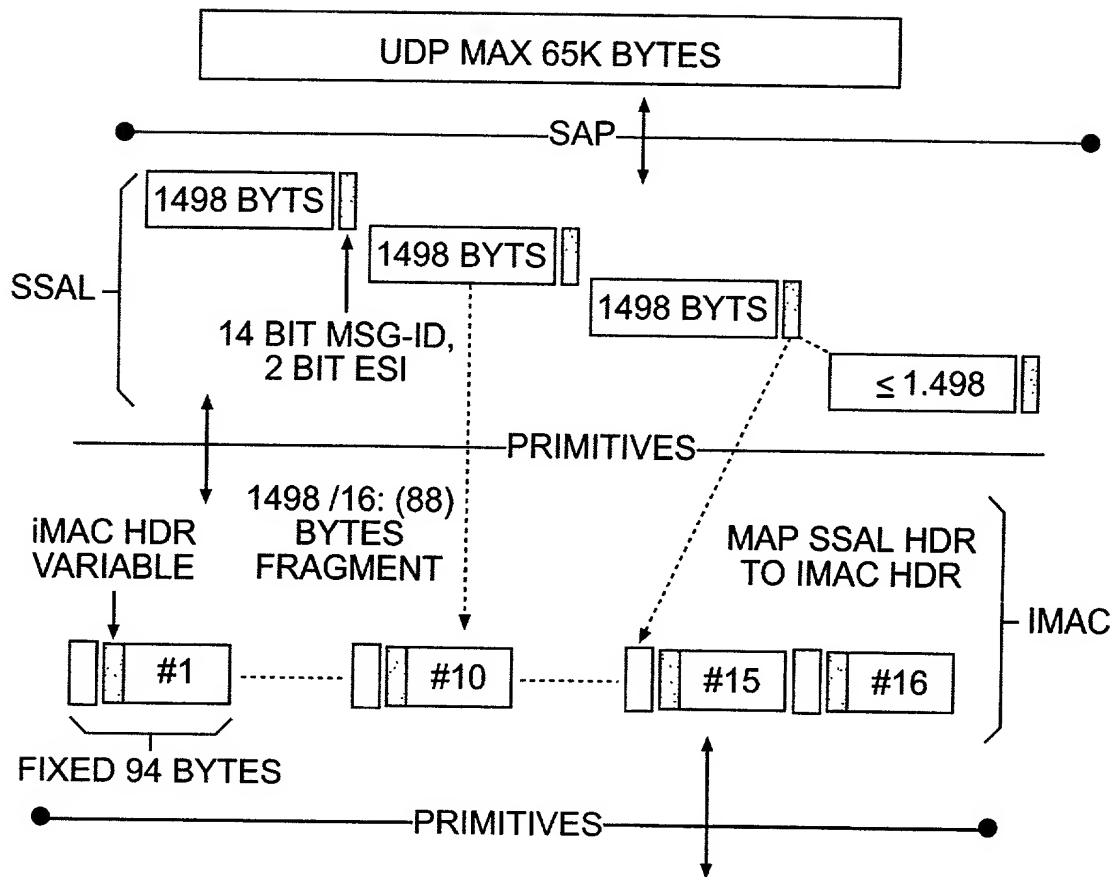 UDP MAX 65K BYTES
SAP
1498 BYTS
1498 BYTS
1498 BYTS
≤ 1.498
SSAL
14 BIT MSG-ID,
2 BIT ESI
PRIMITIVES
iMAC HDR
VARIABLE
1498 /16: (88)
BYTES
FRAGMENT
MAP SSAL HDR
TO IMAC HDR
IMAC
#1
#10
#15
#16
FIXED 94 BYTES
PRIMITIVES